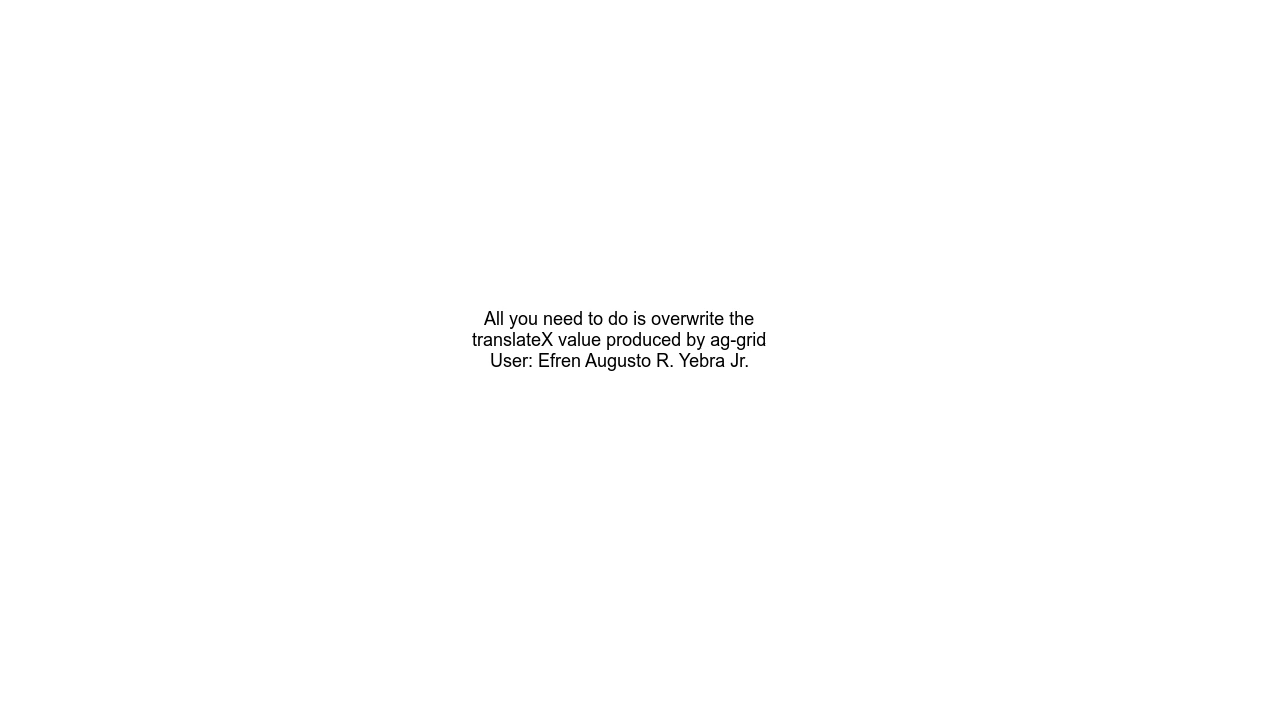 All you need to do is overwrite the
translateX value produced by ag-grid
User: Efren Augusto R. Yebra Jr.